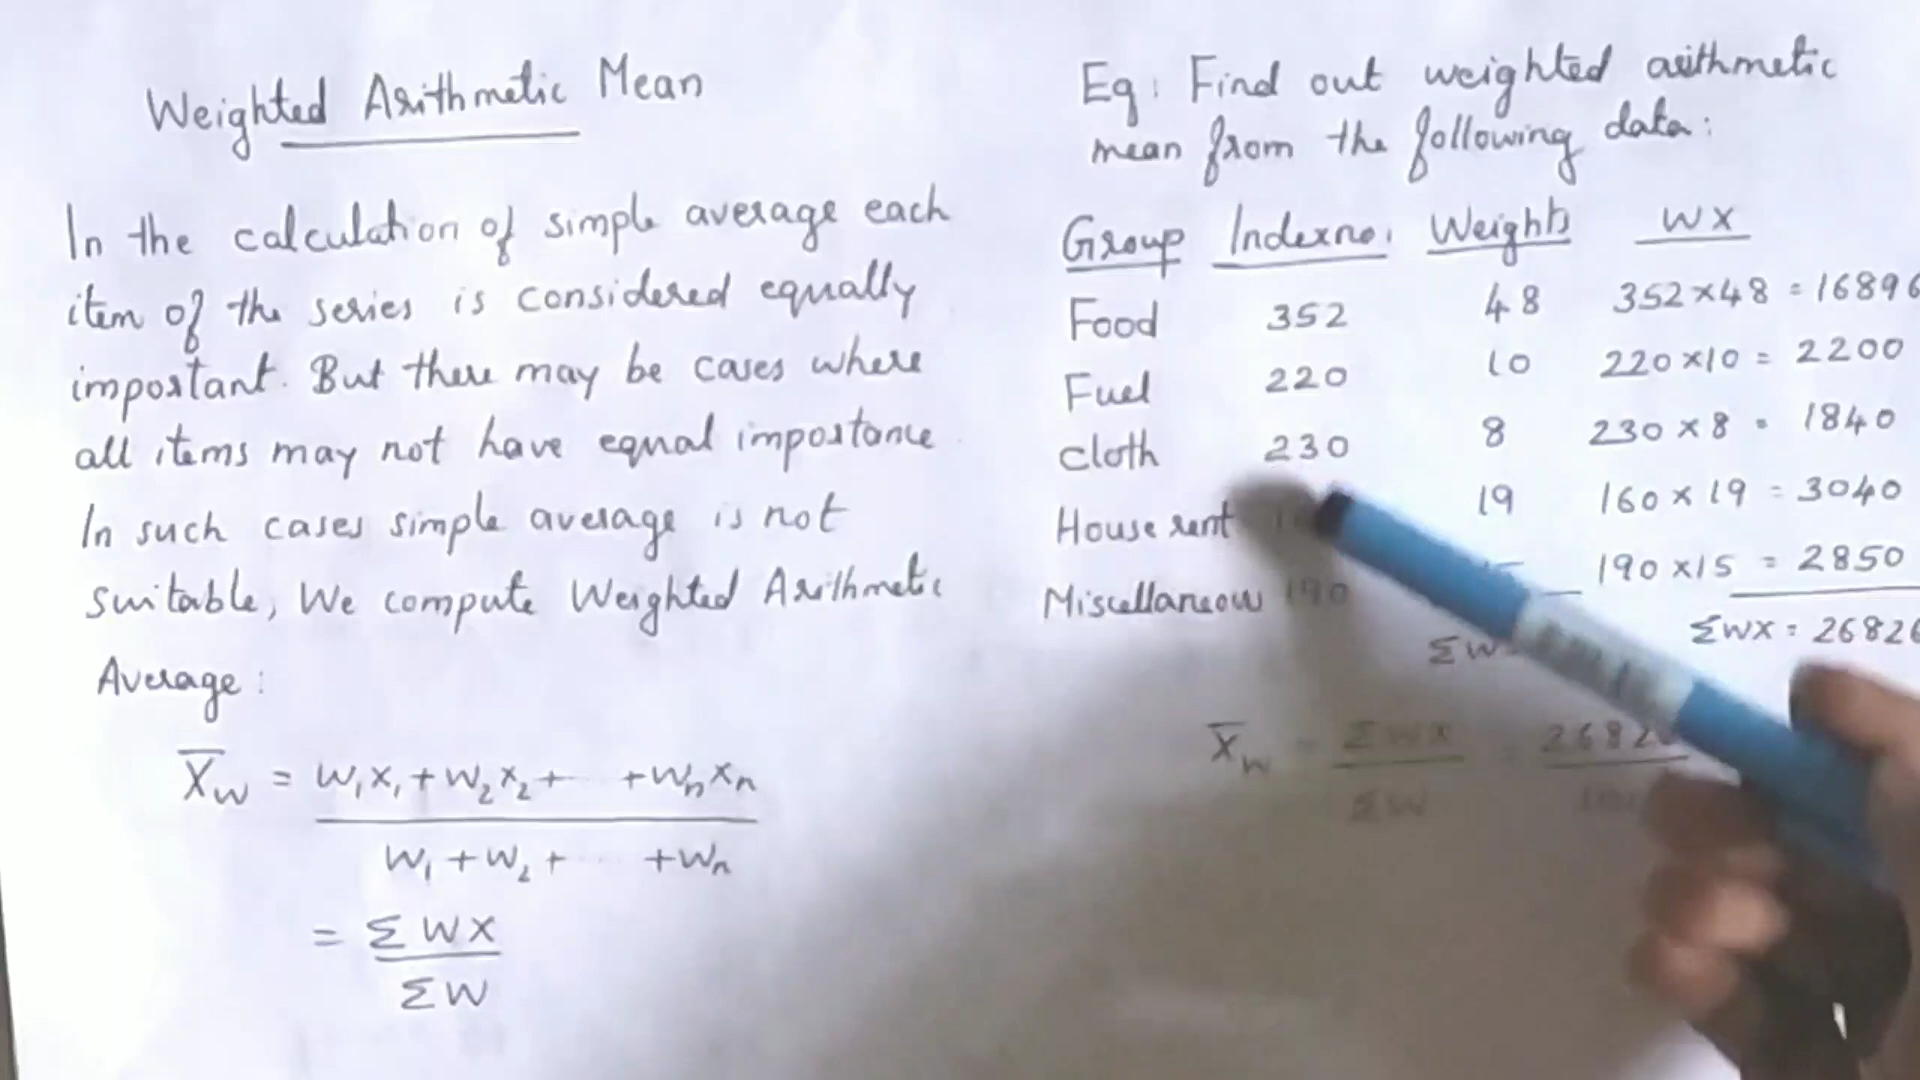 Weighted Arithmetic Mean
In the calculation of simple average each
item of the series is considered equally
important. But there may be cases where
all items may not have equal importance
In such cases simple average is not
suitable, We compute Weighted Arithmetic
Average:
X̄w = W₁X₁+W₂X₂+ ... +WₙXₙ
W₁+W₂+ ... +Wₙ
= ΣWX
ΣW
Eg: Find out weighted arithmetic
mean from the following data:
Group Index no. Weights WX
Food 352 48 352×48 = 16896
Fuel 220 10 220×10 = 2200
cloth 230 8 230×8 = 1840
House rent 19 160×19 = 3040
Miscellaneous 190 190×15 = 2850
ΣW ΣWX = 26826
X̄w = ΣWX = 2682
ΣW